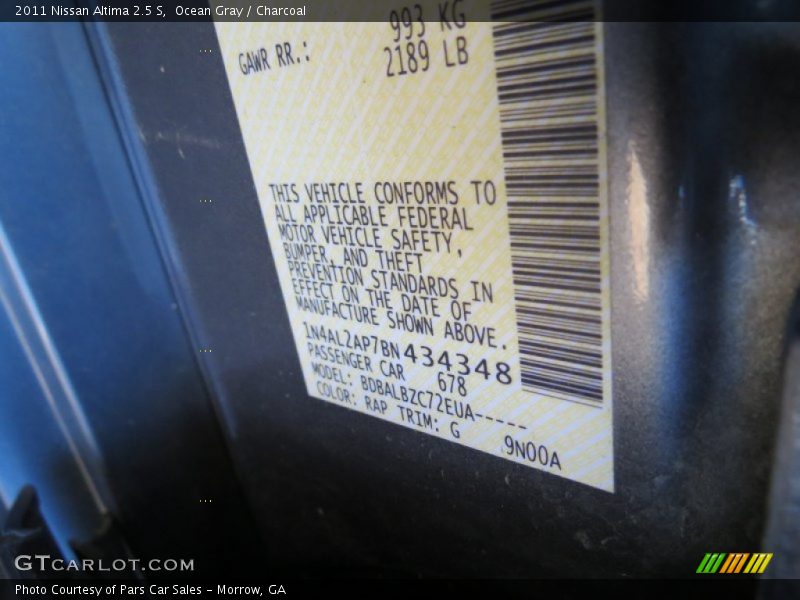 2011 Nissan Altima 2.5 S,  Ocean Gray / Charcoal
993 KG
GAWR RR.: 2189 LB
THIS VEHICLE CONFORMS TO
ALL APPLICABLE FEDERAL
MOTOR VEHICLE SAFETY,
BUMPER, AND THEFT
PREVENTION STANDARDS IN
EFFECT ON THE DATE OF
MANUFACTURE SHOWN ABOVE.
1N4AL2AP7BN434348
PASSENGER CAR 678
MODEL: BDBALBZC72EUA-----
COLOR: RAP TRIM: G 9N00A
GTCARLOT.COM
Photo Courtesy of Pars Car Sales - Morrow, GA